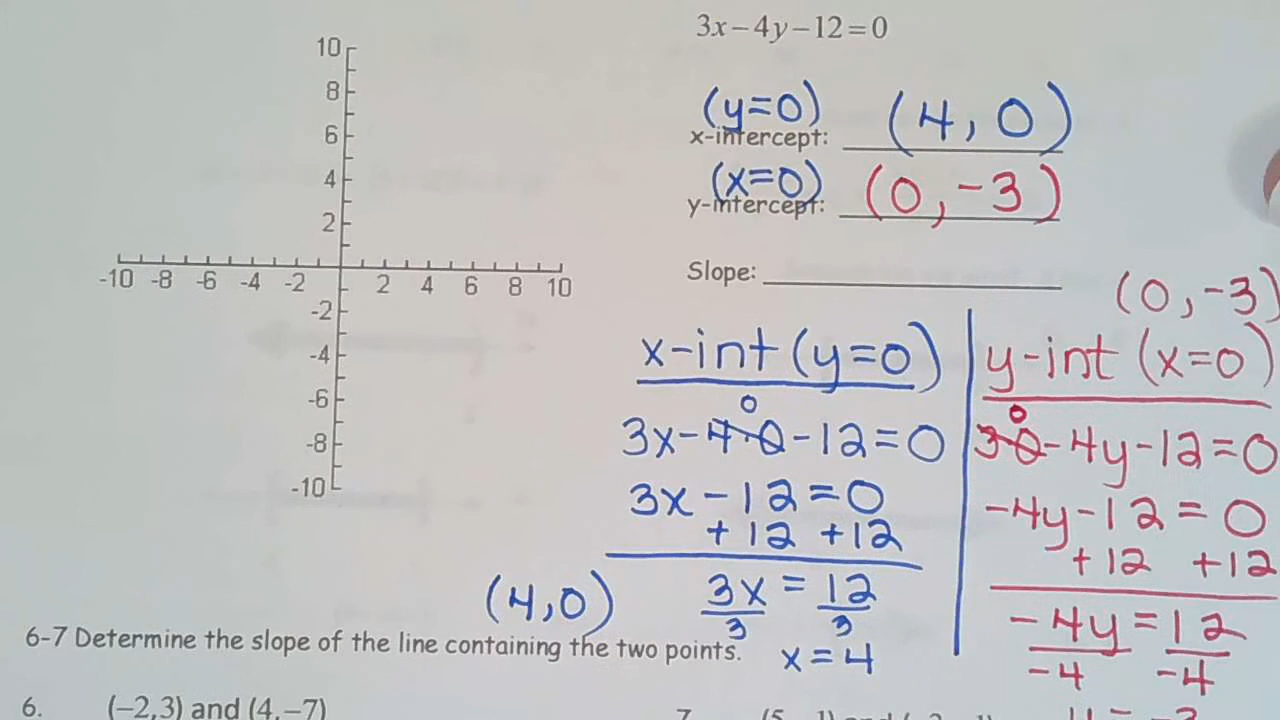 3x−4y−12=0
10
8
6
4
2
-10 -8 -6 -4 -2 2 4 6 8 10
-2
-4
-6
-8
-10
(y=0) (4, 0)
x-intercept:
(x=0) (0, -3)
y-intercept:
Slope:
x-int (y=0)
3x-4·0-12=0
0
3x-12=0
+12 +12
3x = 12
3 3
x=4
(4,0)
(0,-3)
y-int (x=0)
0
3·0-4y-12=0
-4y-12=0
+12 +12
-4y=12
-4 -4
6-7 Determine the slope of the line containing the two points.
6. (−2,3) and (4,−7)